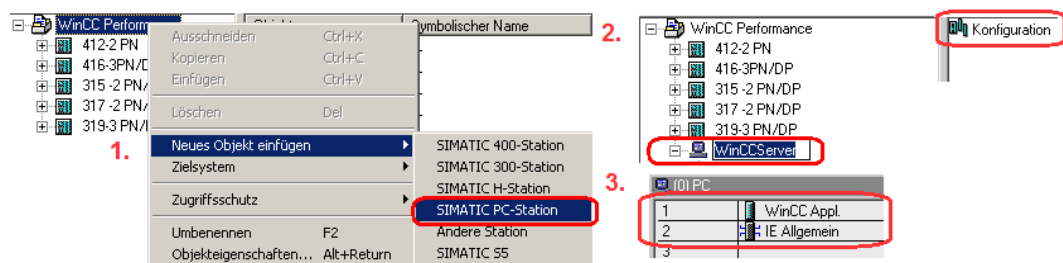 WinCC Perform
412-2 PN
416-3PN/D
315 -2 PN/
317 -2 PN/
319-3 PN/
1.
Symbolischer Name
Ausschneiden Ctrl+X
Kopieren Ctrl+C
Einfügen Ctrl+V
Löschen Del
Neues Objekt einfügen
Zielsystem
Zugriffsschutz
Umbenennen F2
Objekteigenschaften... Alt+Return
SIMATIC 400-Station
SIMATIC 300-Station
SIMATIC H-Station
SIMATIC PC-Station
Andere Station
SIMATIC S5
2.
WinCC Performance
412-2 PN
416-3PN/DP
315 -2 PN/DP
317 -2 PN/DP
319-3 PN/DP
WinCCServer
Konfiguration
3.
(0) PC
1 WinCC Appl.
2 IE Allgemein
3